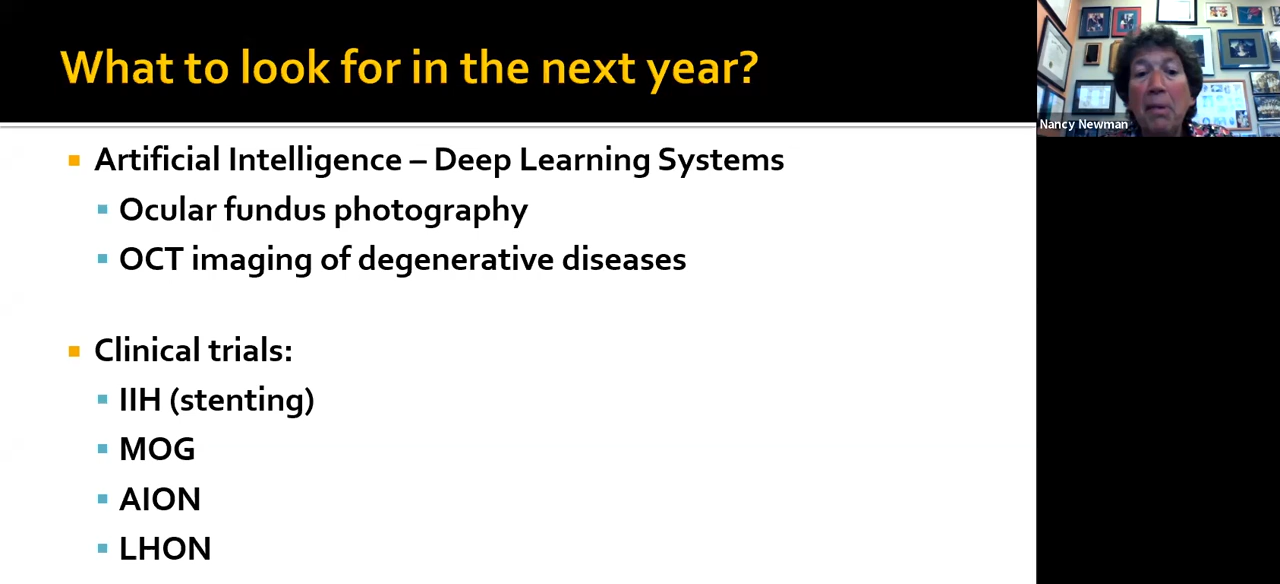 What to look for in the next year?
Artificial Intelligence – Deep Learning Systems
Ocular fundus photography
OCT imaging of degenerative diseases
Clinical trials:
IIH (stenting)
MOG
AION
LHON
Nancy Newman